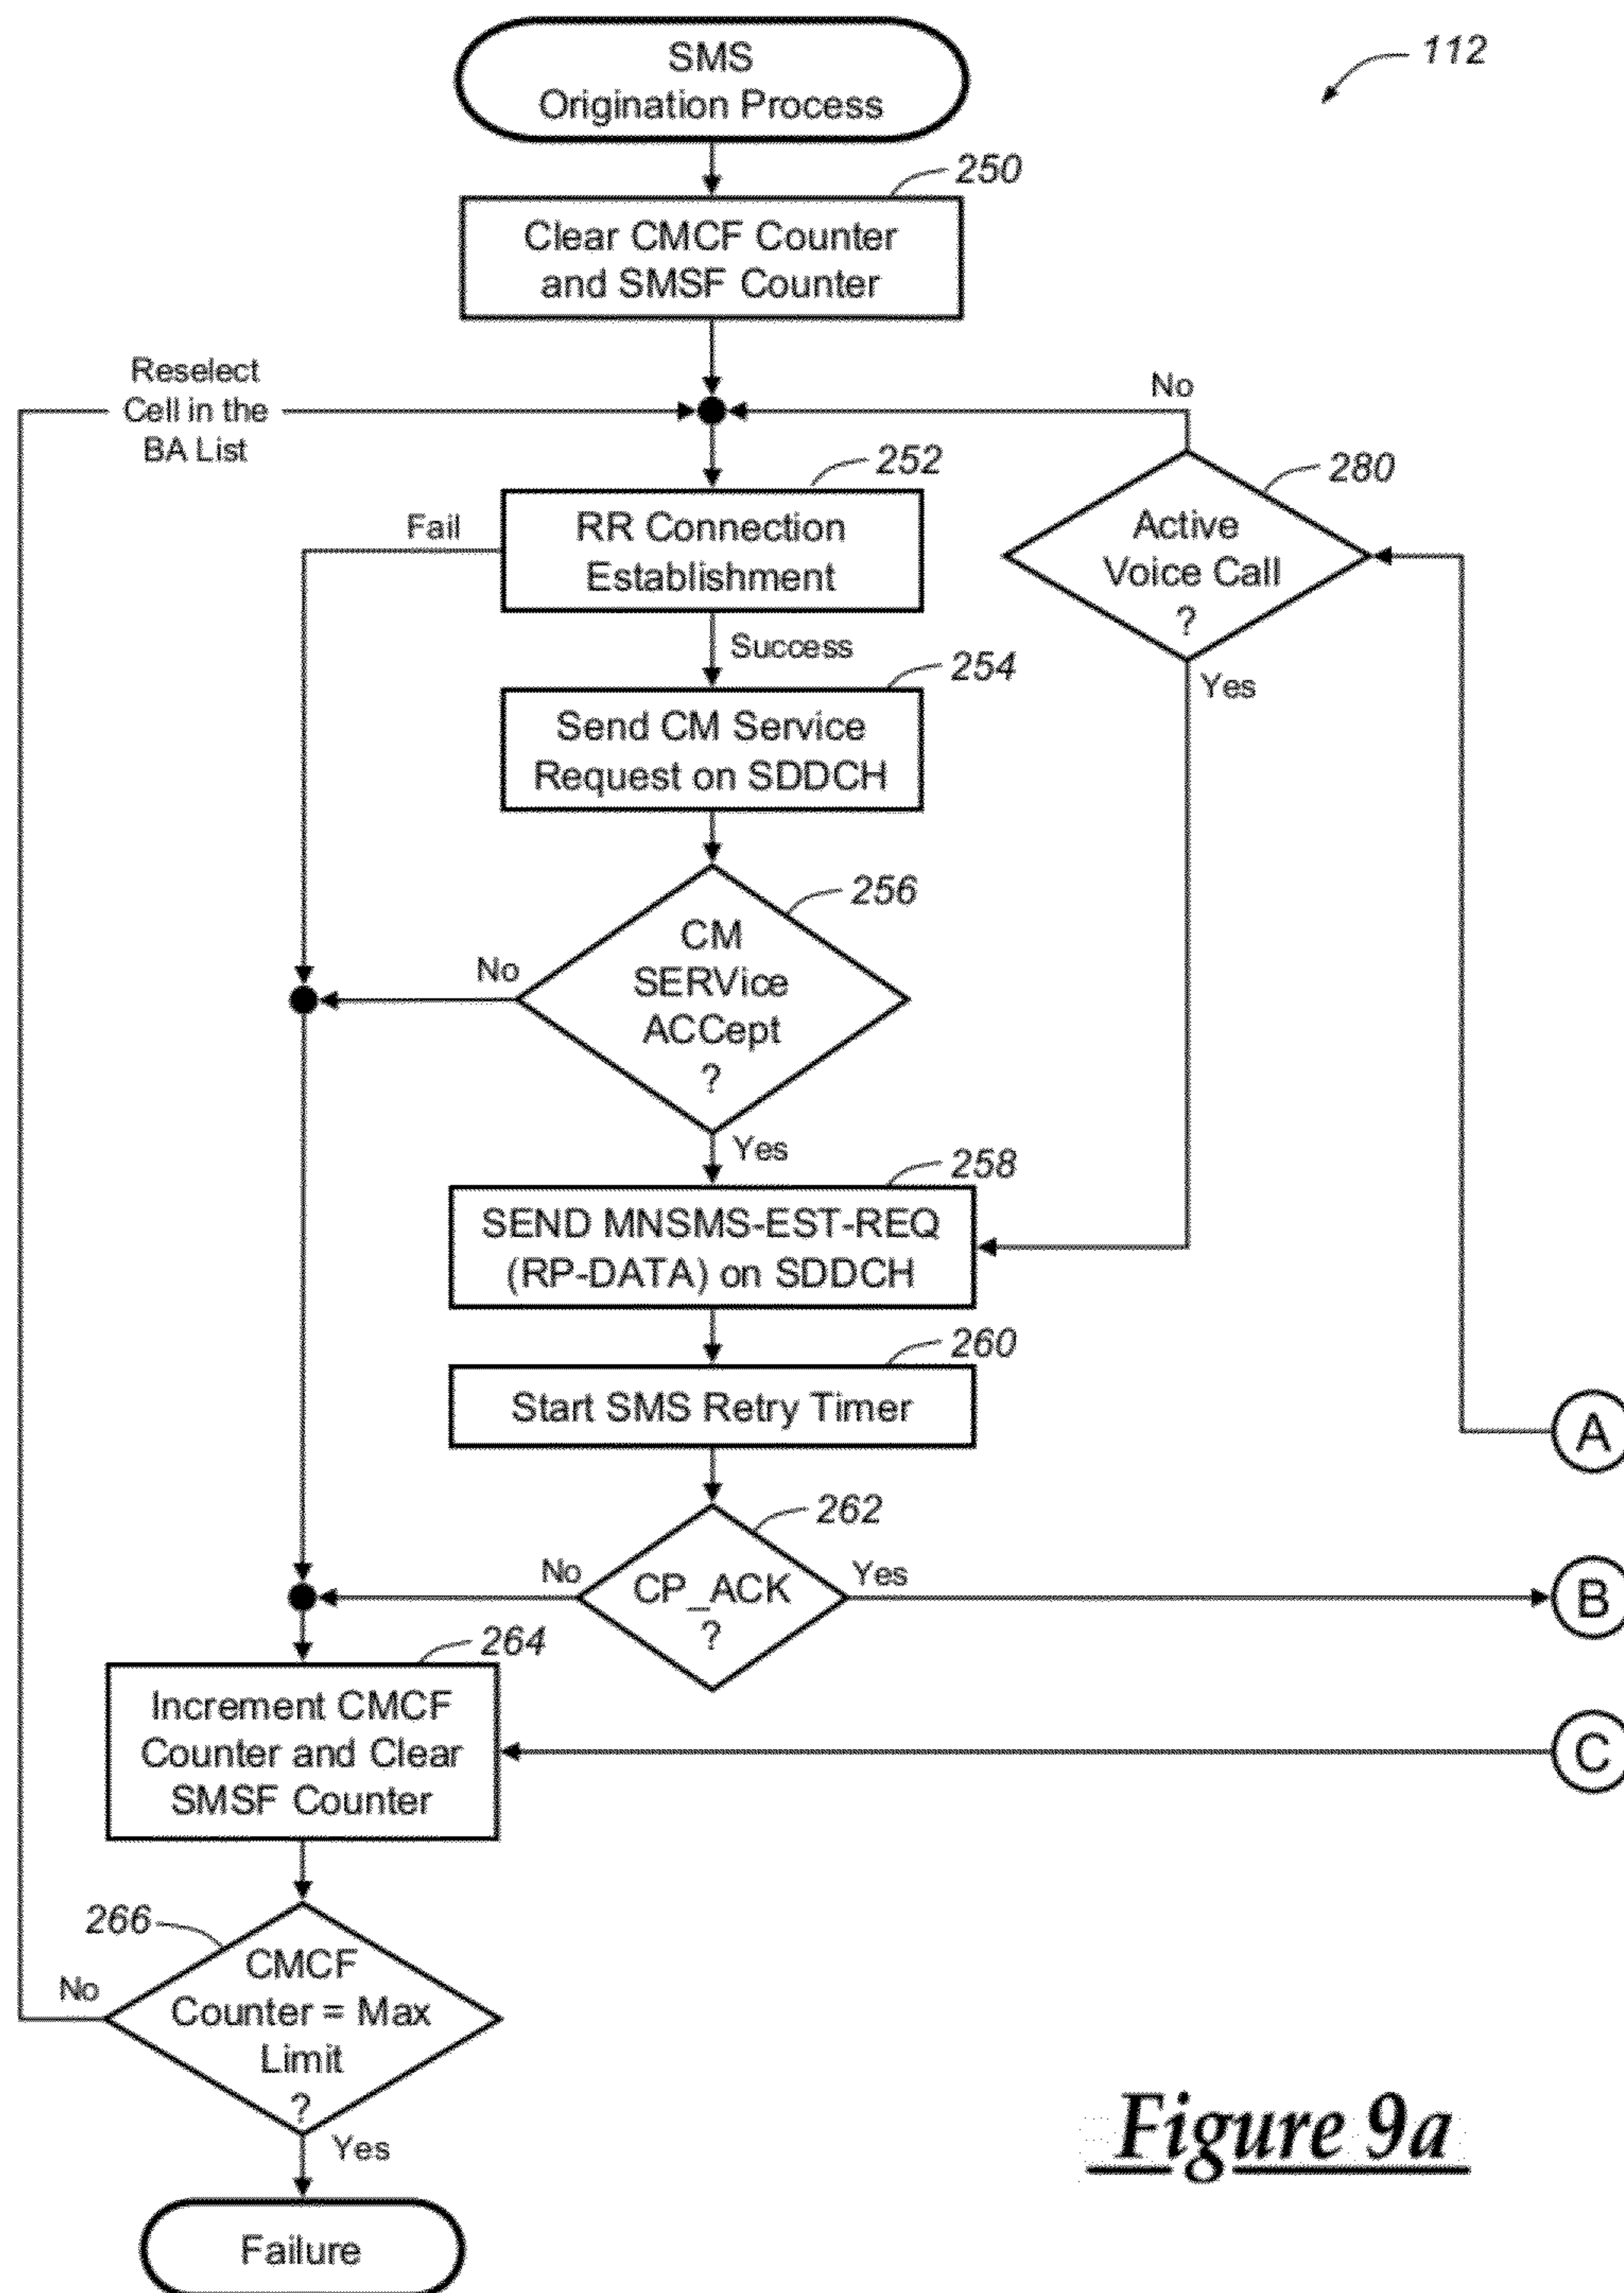 SMS
Origination Process
112
250
Clear CMCF Counter
and SMSF Counter
Reselect
Cell in the
BA List
No
252
RR Connection
Establishment
Fail
280
Active
Voice Call
?
Success
Yes
254
Send CM Service
Request on SDDCH
256
CM
SERVice
ACCept
?
No
Yes
258
SEND MNSMS-EST-REQ
(RP-DATA) on SDDCH
260
Start SMS Retry Timer
A
262
CP_ACK
?
No
Yes
B
264
Increment CMCF
Counter and Clear
SMSF Counter
C
266
CMCF
Counter = Max
Limit
?
No
Yes
Failure
Figure 9a